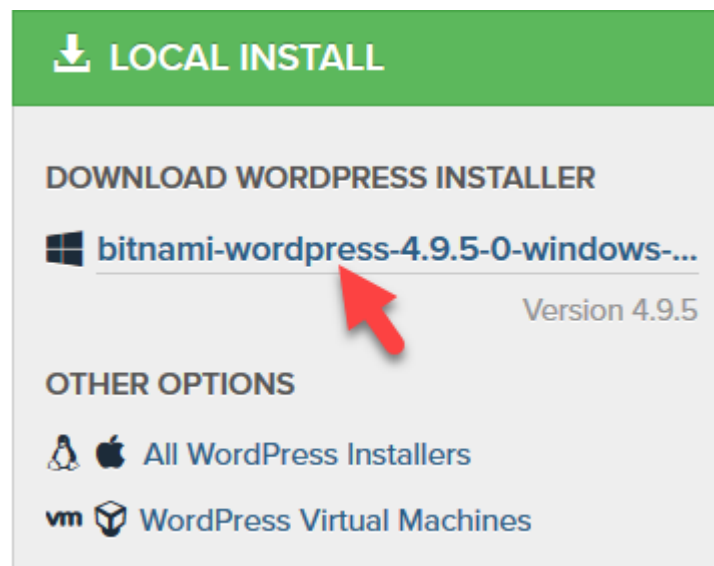 LOCAL INSTALL
DOWNLOAD WORDPRESS INSTALLER
bitnami-wordpress-4.9.5-0-windows-...
Version 4.9.5
OTHER OPTIONS
All WordPress Installers
vm WordPress Virtual Machines